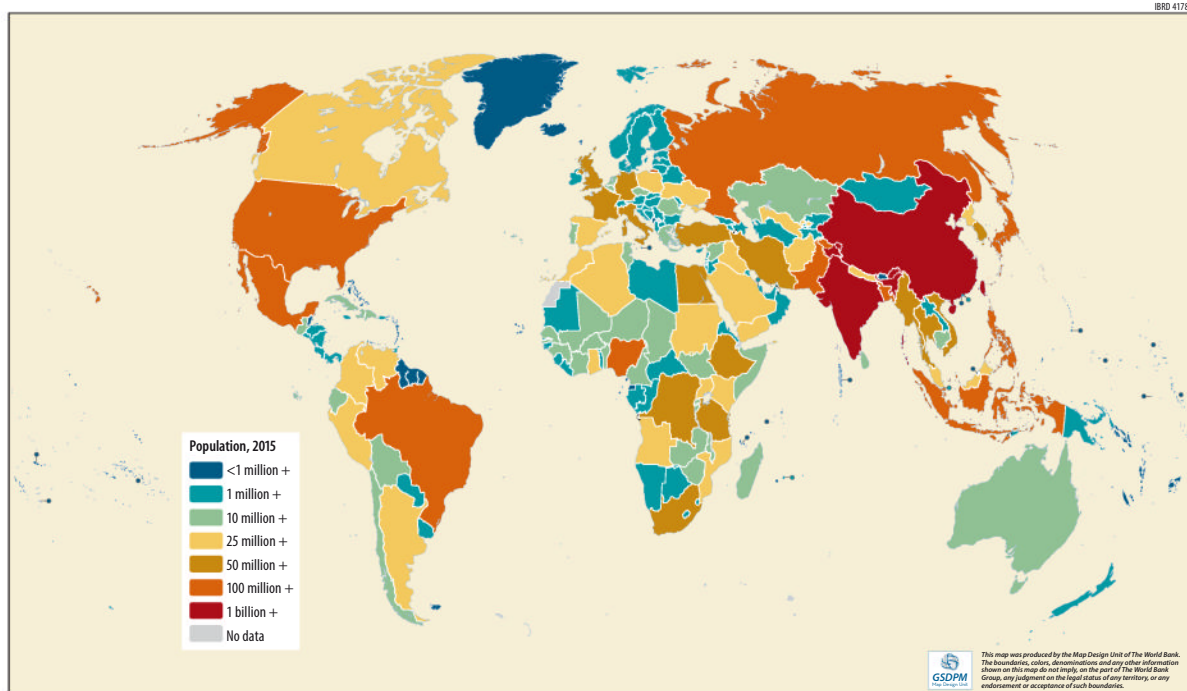 IBRD 4178
Population, 2015
<1 million +
1 million +
10 million +
25 million +
50 million +
100 million +
1 billion +
No data
GSDPM
Map Design Unit
This map was produced by the Map Design Unit of The World Bank.
The boundaries, colors, denominations and any other information
shown on this map do not imply, on the part of The World Bank
Group, any judgment on the legal status of any territory, or any
endorsement or acceptance of such boundaries.